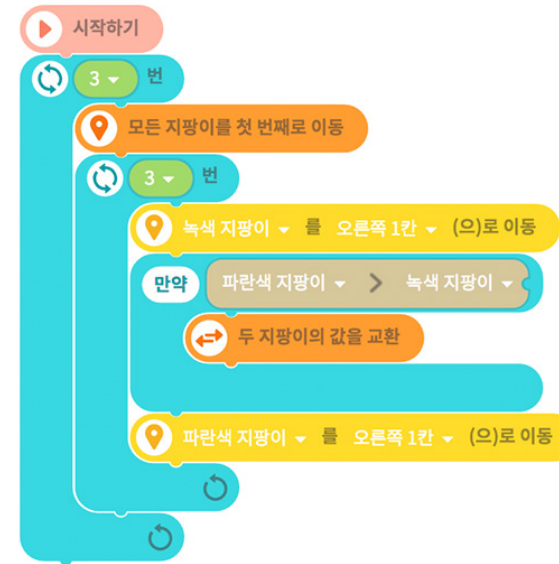 시작하기
3 번
모든 지팡이를 첫 번째로 이동
3 번
녹색 지팡이 를 오른쪽 1칸 (으)로 이동
만약 파란색 지팡이 > 녹색 지팡이
두 지팡이의 값을 교환
파란색 지팡이 를 오른쪽 1칸 (으)로 이동